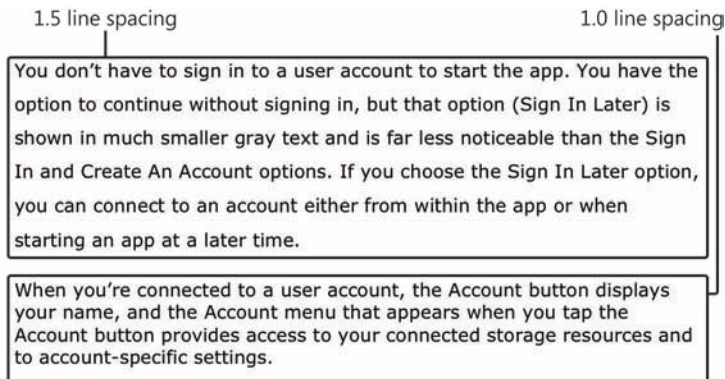 1.5 line spacing
1.0 line spacing
You don't have to sign in to a user account to start the app. You have the
option to continue without signing in, but that option (Sign In Later) is
shown in much smaller gray text and is far less noticeable than the Sign
In and Create An Account options. If you choose the Sign In Later option,
you can connect to an account either from within the app or when
starting an app at a later time.
When you're connected to a user account, the Account button displays
your name, and the Account menu that appears when you tap the
Account button provides access to your connected storage resources and
to account-specific settings.